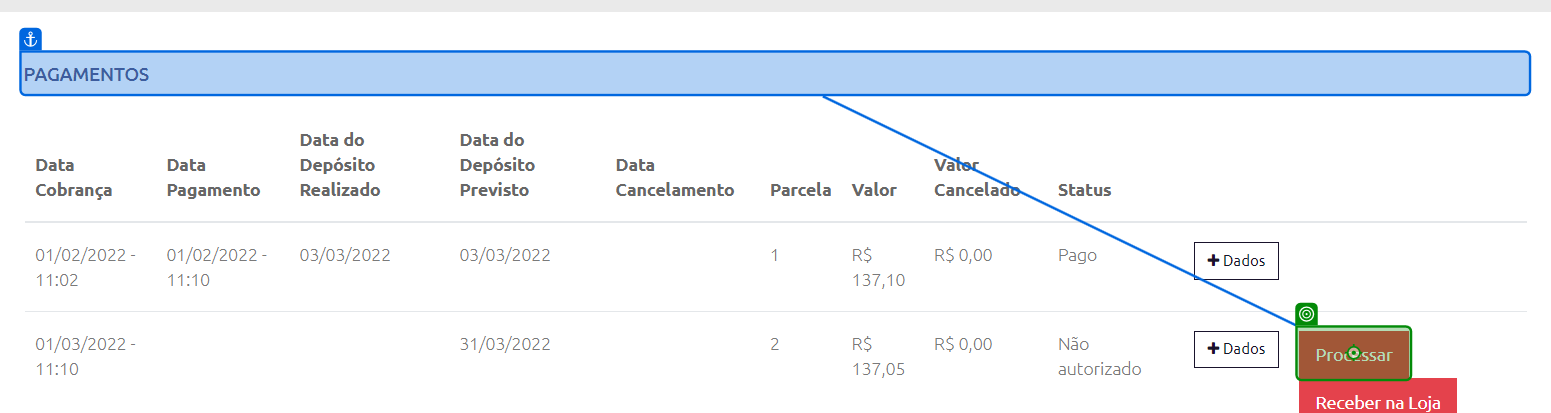 PAGAMENTOS
Data Cobrança
Data Pagamento
Data do Depósito Realizado
Data do Depósito Previsto
Data Cancelamento
Parcela
Valor
Valor Cancelado
Status
01/02/2022 - 11:02
01/02/2022 - 11:10
03/03/2022
03/03/2022
1
R$ 137,10
R$ 0,00
Pago
+ Dados
01/03/2022 - 11:10
31/03/2022
2
R$ 137,05
R$ 0,00
Não autorizado
+ Dados
Processar
Receber na Loja